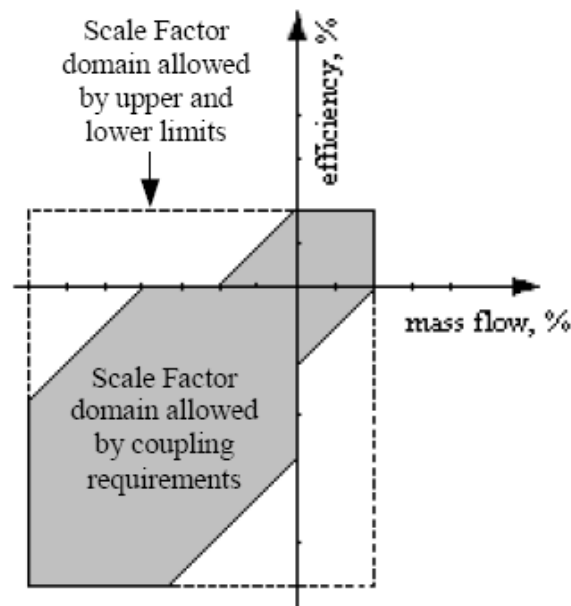 Scale Factor
domain allowed
by upper and
lower limits
efficiency, %
mass flow, %
Scale Factor
domain allowed
by coupling
requirements